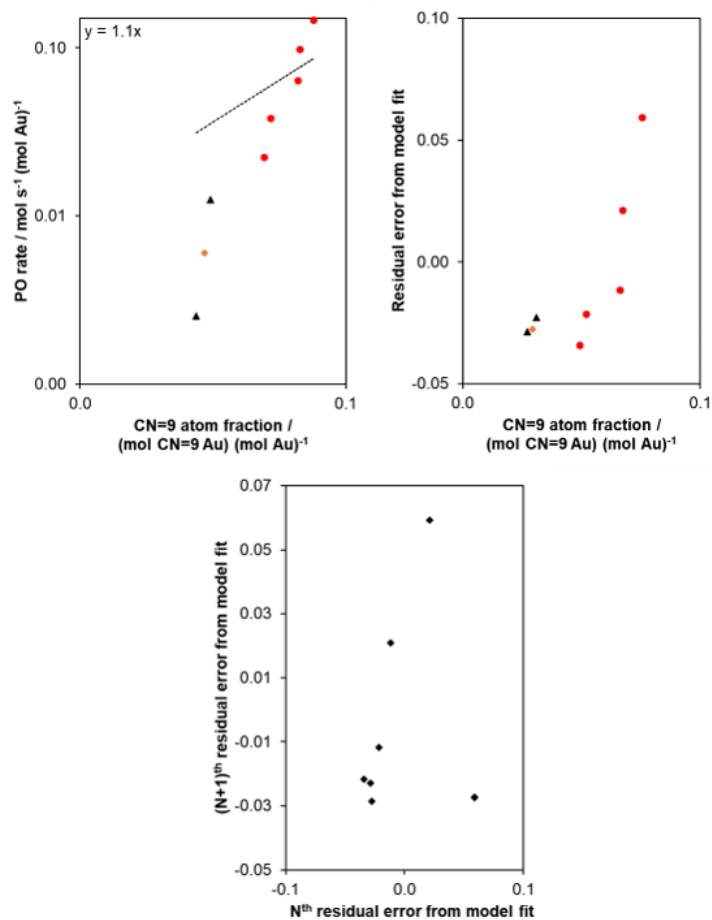 y = 1.1x
0.10
0.01
0.00
0.0
0.1
PO rate / mol s⁻¹ (mol Au)⁻¹
CN=9 atom fraction /
(mol CN=9 Au) (mol Au)⁻¹
0.10
0.05
0.00
-0.05
0.0
0.1
Residual error from model fit
CN=9 atom fraction /
(mol CN=9 Au) (mol Au)⁻¹
0.07
0.05
0.03
0.01
-0.01
-0.03
-0.05
-0.1
0.0
0.1
(N+1)ᵗʰ residual error from model fit
Nᵗʰ residual error from model fit